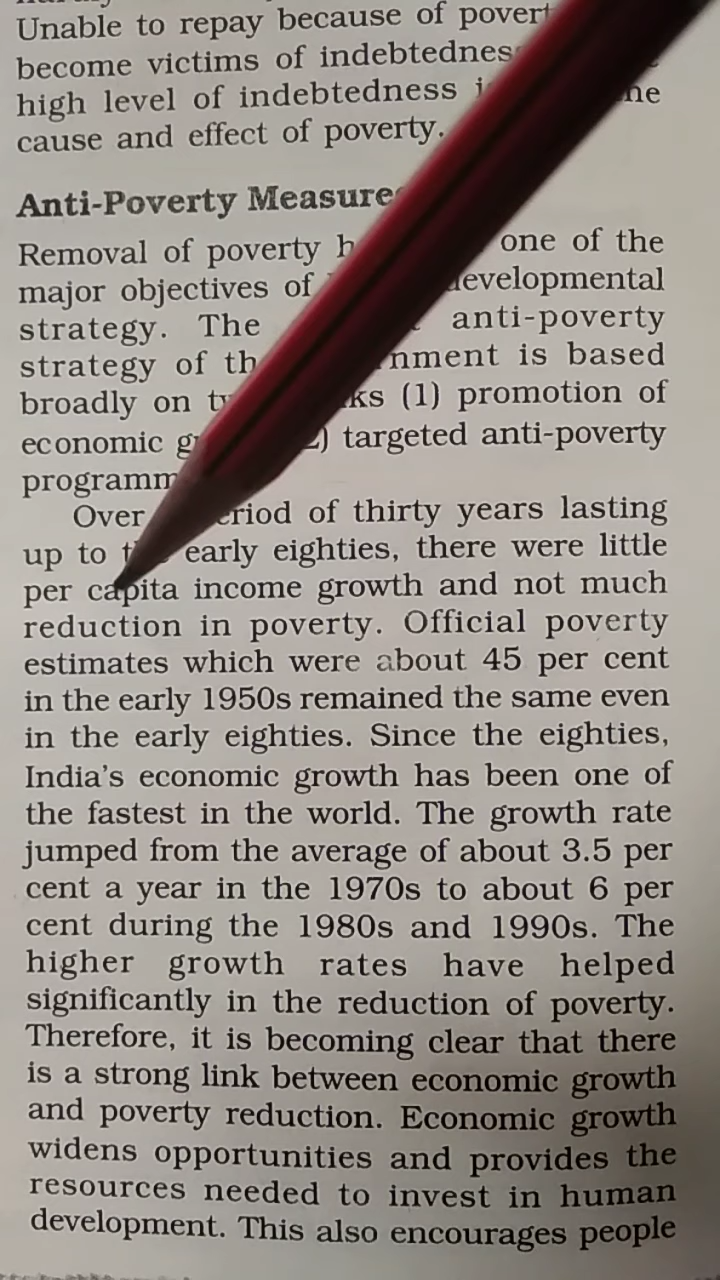 Unable to repay because of povert
become victims of indebtednes
high level of indebtedness
cause and effect of poverty.
Anti-Poverty Measure
Removal of poverty one of the
major objectives of developmental
strategy. The anti-poverty
strategy of is based
broadly on (1) promotion of
economic targeted anti-poverty
programm
Over period of thirty years lasting
up to early eighties, there were little
per capita income growth and not much
reduction in poverty. Official poverty
estimates which were about 45 per cent
in the early 1950s remained the same even
in the early eighties. Since the eighties,
India's economic growth has been one of
the fastest in the world. The growth rate
jumped from the average of about 3.5 per
cent a year in the 1970s to about 6 per
cent during the 1980s and 1990s. The
higher growth rates have helped
significantly in the reduction of poverty.
Therefore, it is becoming clear that there
is a strong link between economic growth
and poverty reduction. Economic growth
widens opportunities and provides the
resources needed to invest in human
development. This also encourages people